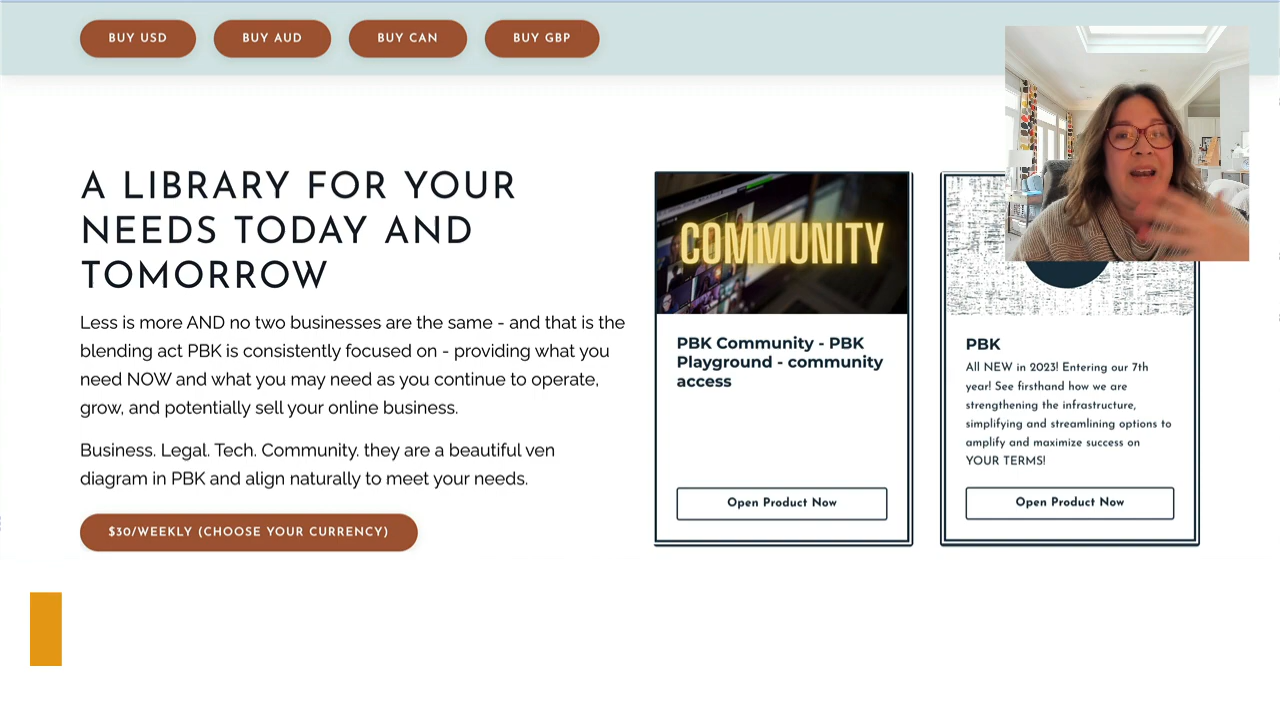 BUY USD
BUY AUD
BUY CAN
BUY GBP
A LIBRARY FOR YOUR
NEEDS TODAY AND
TOMORROW
Less is more AND no two businesses are the same - and that is the
blending act PBK is consistently focused on - providing what you
need NOW and what you may need as you continue to operate,
grow, and potentially sell your online business.
Business. Legal. Tech. Community. they are a beautiful ven
diagram in PBK and align naturally to meet your needs.
$30/WEEKLY (CHOOSE YOUR CURRENCY)
COMMUNITY
PBK Community - PBK
Playground - community
access
Open Product Now
PBK
All NEW in 2023! Entering our 7th
year! See firsthand how we are
strengthening the infrastructure,
simplifying and streamlining options to
amplify and maximize success on
YOUR TERMS!
Open Product Now